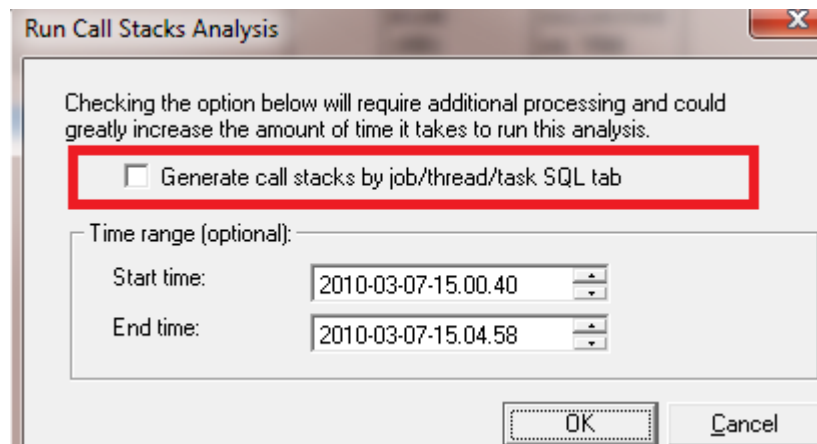 Run Call Stacks Analysis
Checking the option below will require additional processing and could
greatly increase the amount of time it takes to run this analysis.
Generate call stacks by job/thread/task SQL tab
Time range (optional):
Start time:
2010-03-07-15.00.40
End time:
2010-03-07-15.04.58
OK
Cancel